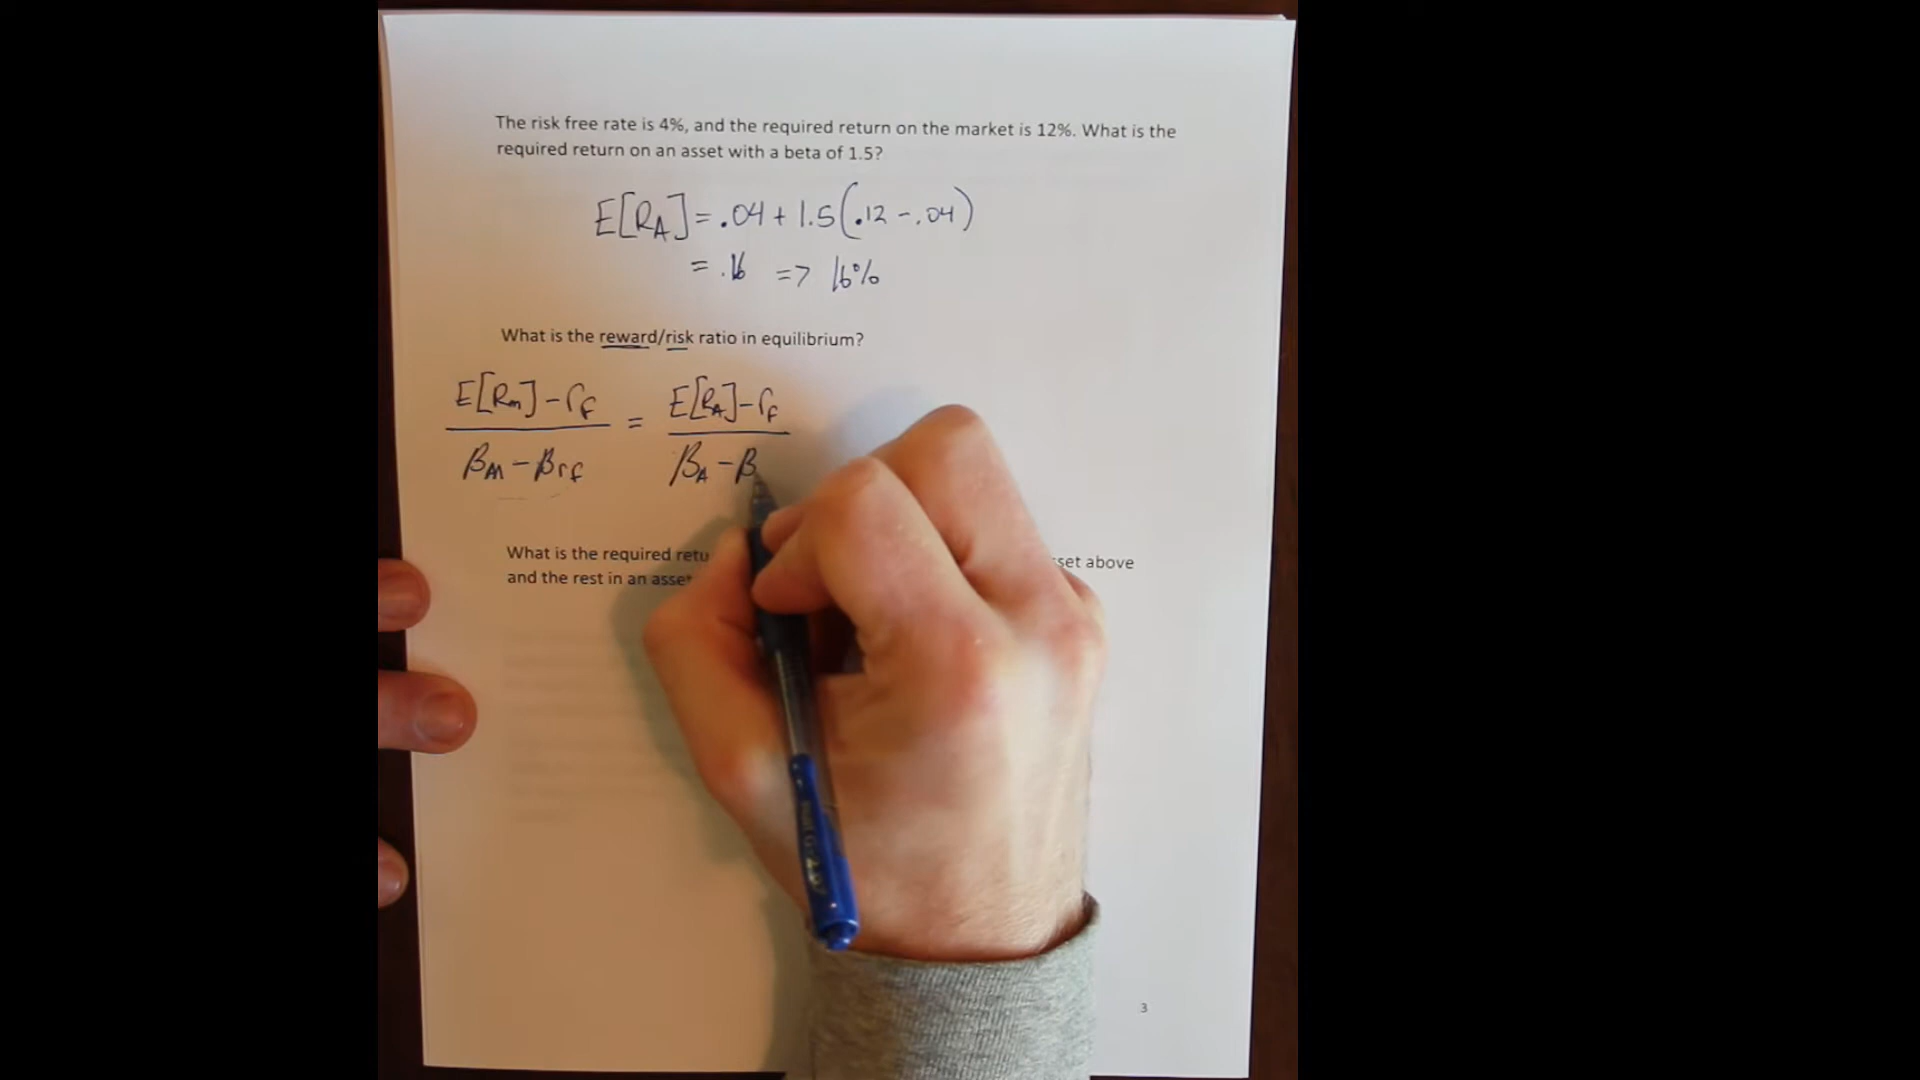 The risk free rate is 4%, and the required return on the market is 12%. What is the
required return on an asset with a beta of 1.5?
E[R_A] = .04 + 1.5(.12 - .04)
= .16 => 16%
What is the reward/risk ratio in equilibrium?
E[R_m] - r_f = E[R_A] - r_f
β_M - β_rf β_A - β
What is the required retu set above
and the rest in an asset
3